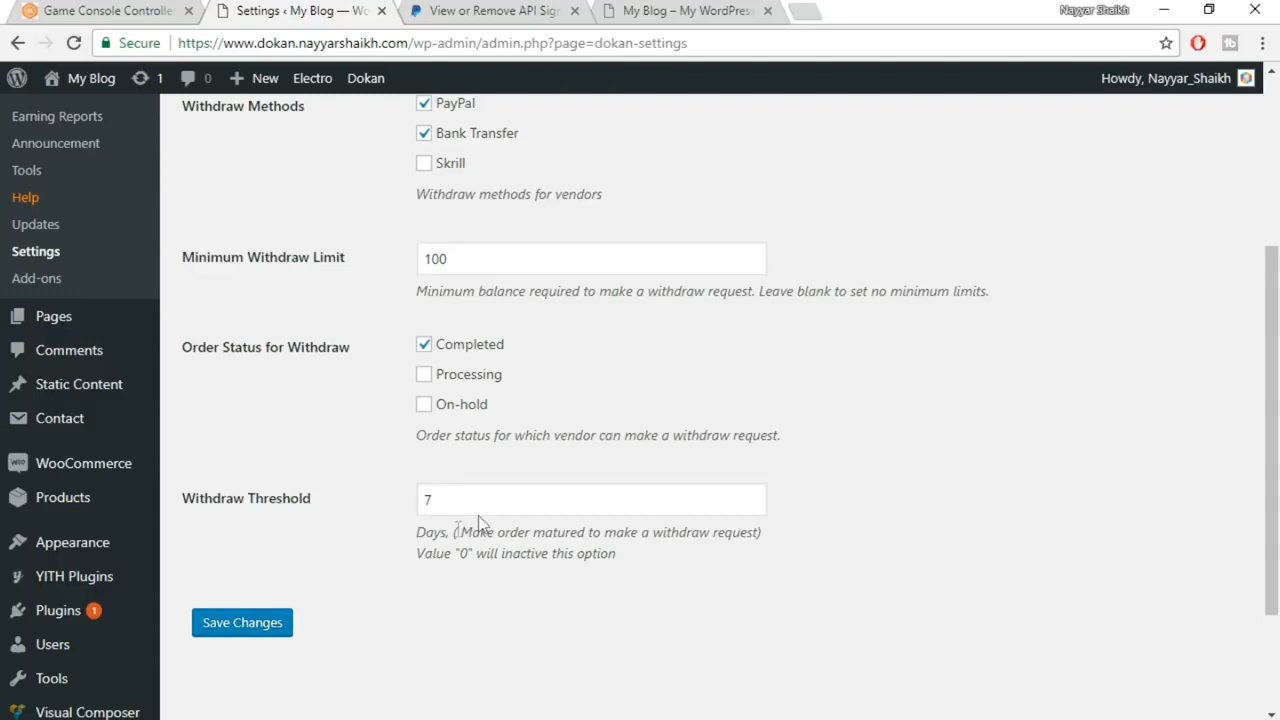 Game Console Controlle
Settings ‹ My Blog — Wo
View or Remove API Sig
My Blog – My WordPres
Nayyar Shaikh
Secure
https://www.dokan.nayyarshaikh.com/wp-admin/admin.php?page=dokan-settings
My Blog
1
0
New
Electro
Dokan
Howdy, Nayyar_Shaikh
Earning Reports
Announcement
Tools
Help
Updates
Settings
Add-ons
Pages
Comments
Static Content
Contact
WooCommerce
Products
Appearance
YITH Plugins
Plugins 1
Users
Tools
Visual Composer
Withdraw Methods
PayPal
Bank Transfer
Skrill
Withdraw methods for vendors
Minimum Withdraw Limit
100
Minimum balance required to make a withdraw request. Leave blank to set no minimum limits.
Order Status for Withdraw
Completed
Processing
On-hold
Order status for which vendor can make a withdraw request.
Withdraw Threshold
7
Days, ( Make order matured to make a withdraw request)
Value "0" will inactive this option
Save Changes